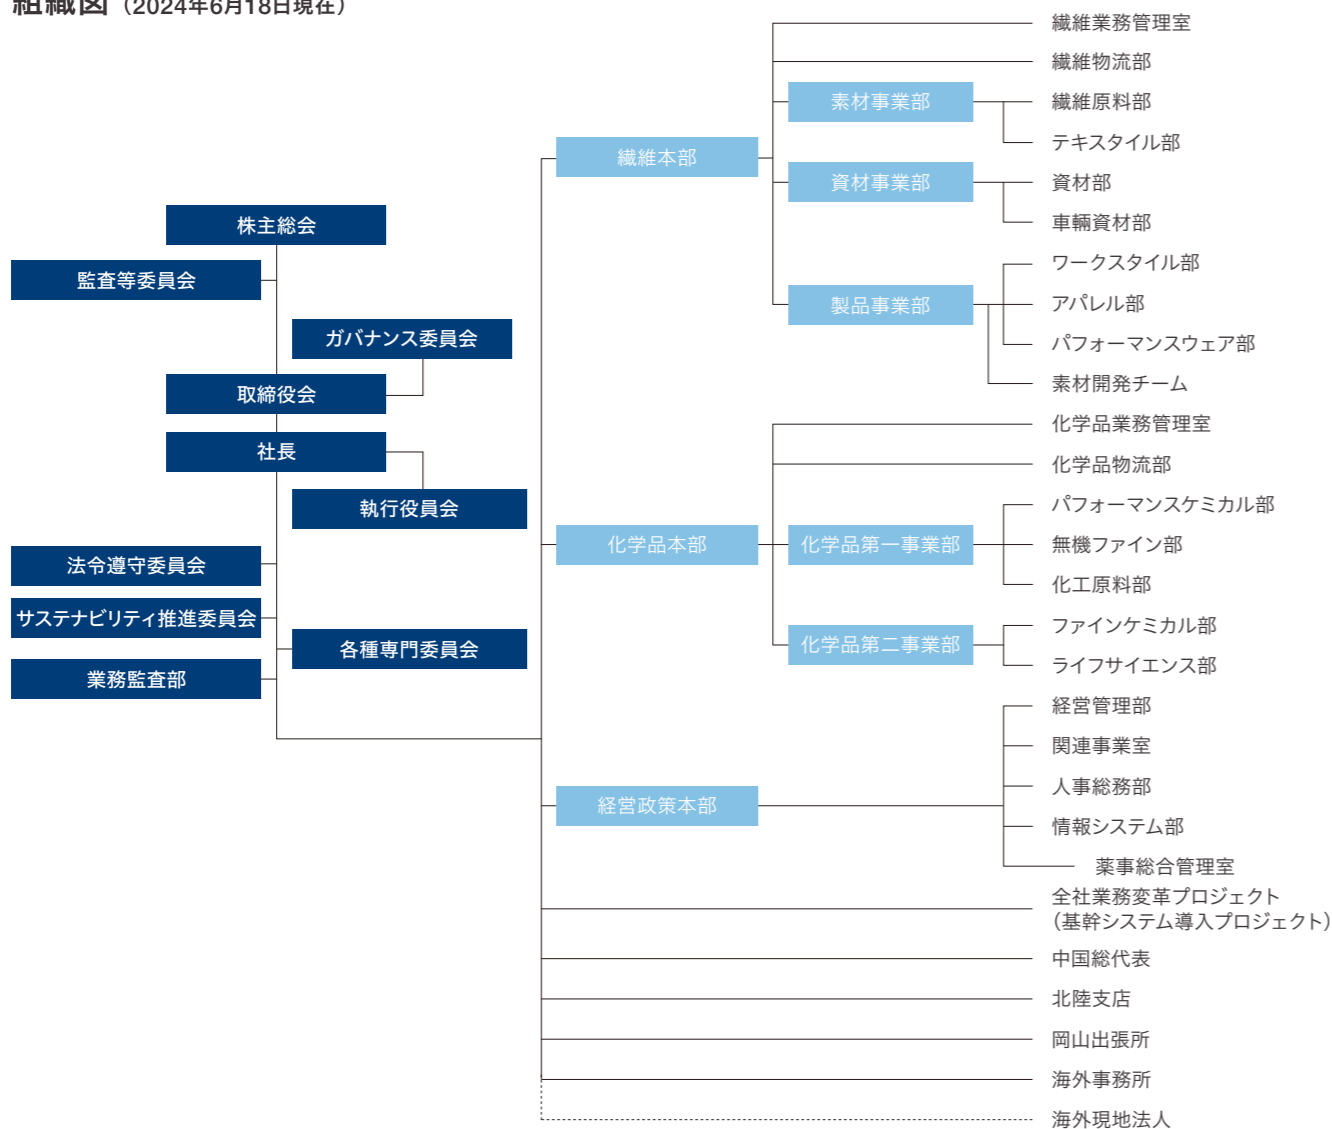 組織図（2024年6月18日現在）
株主総会
監査等委員会
ガバナンス委員会
取締役会
社長
執行役員会
法令遵守委員会
サステナビリティ推進委員会
各種専門委員会
業務監査部
繊維本部
繊維業務管理室
繊維物流部
素材事業部
繊維原料部
テキスタイル部
資材事業部
資材部
車輌資材部
製品事業部
ワークスタイル部
アパレル部
パフォーマンスウェア部
素材開発チーム
化学品本部
化学品業務管理室
化学品物流部
化学品第一事業部
パフォーマンスケミカル部
無機ファイン部
化工原料部
化学品第二事業部
ファインケミカル部
ライフサイエンス部
経営政策本部
経営管理部
関連事業室
人事総務部
情報システム部
薬事総合管理室
全社業務変革プロジェクト
（基幹システム導入プロジェクト）
中国総代表
北陸支店
岡山出張所
海外事務所
海外現地法人